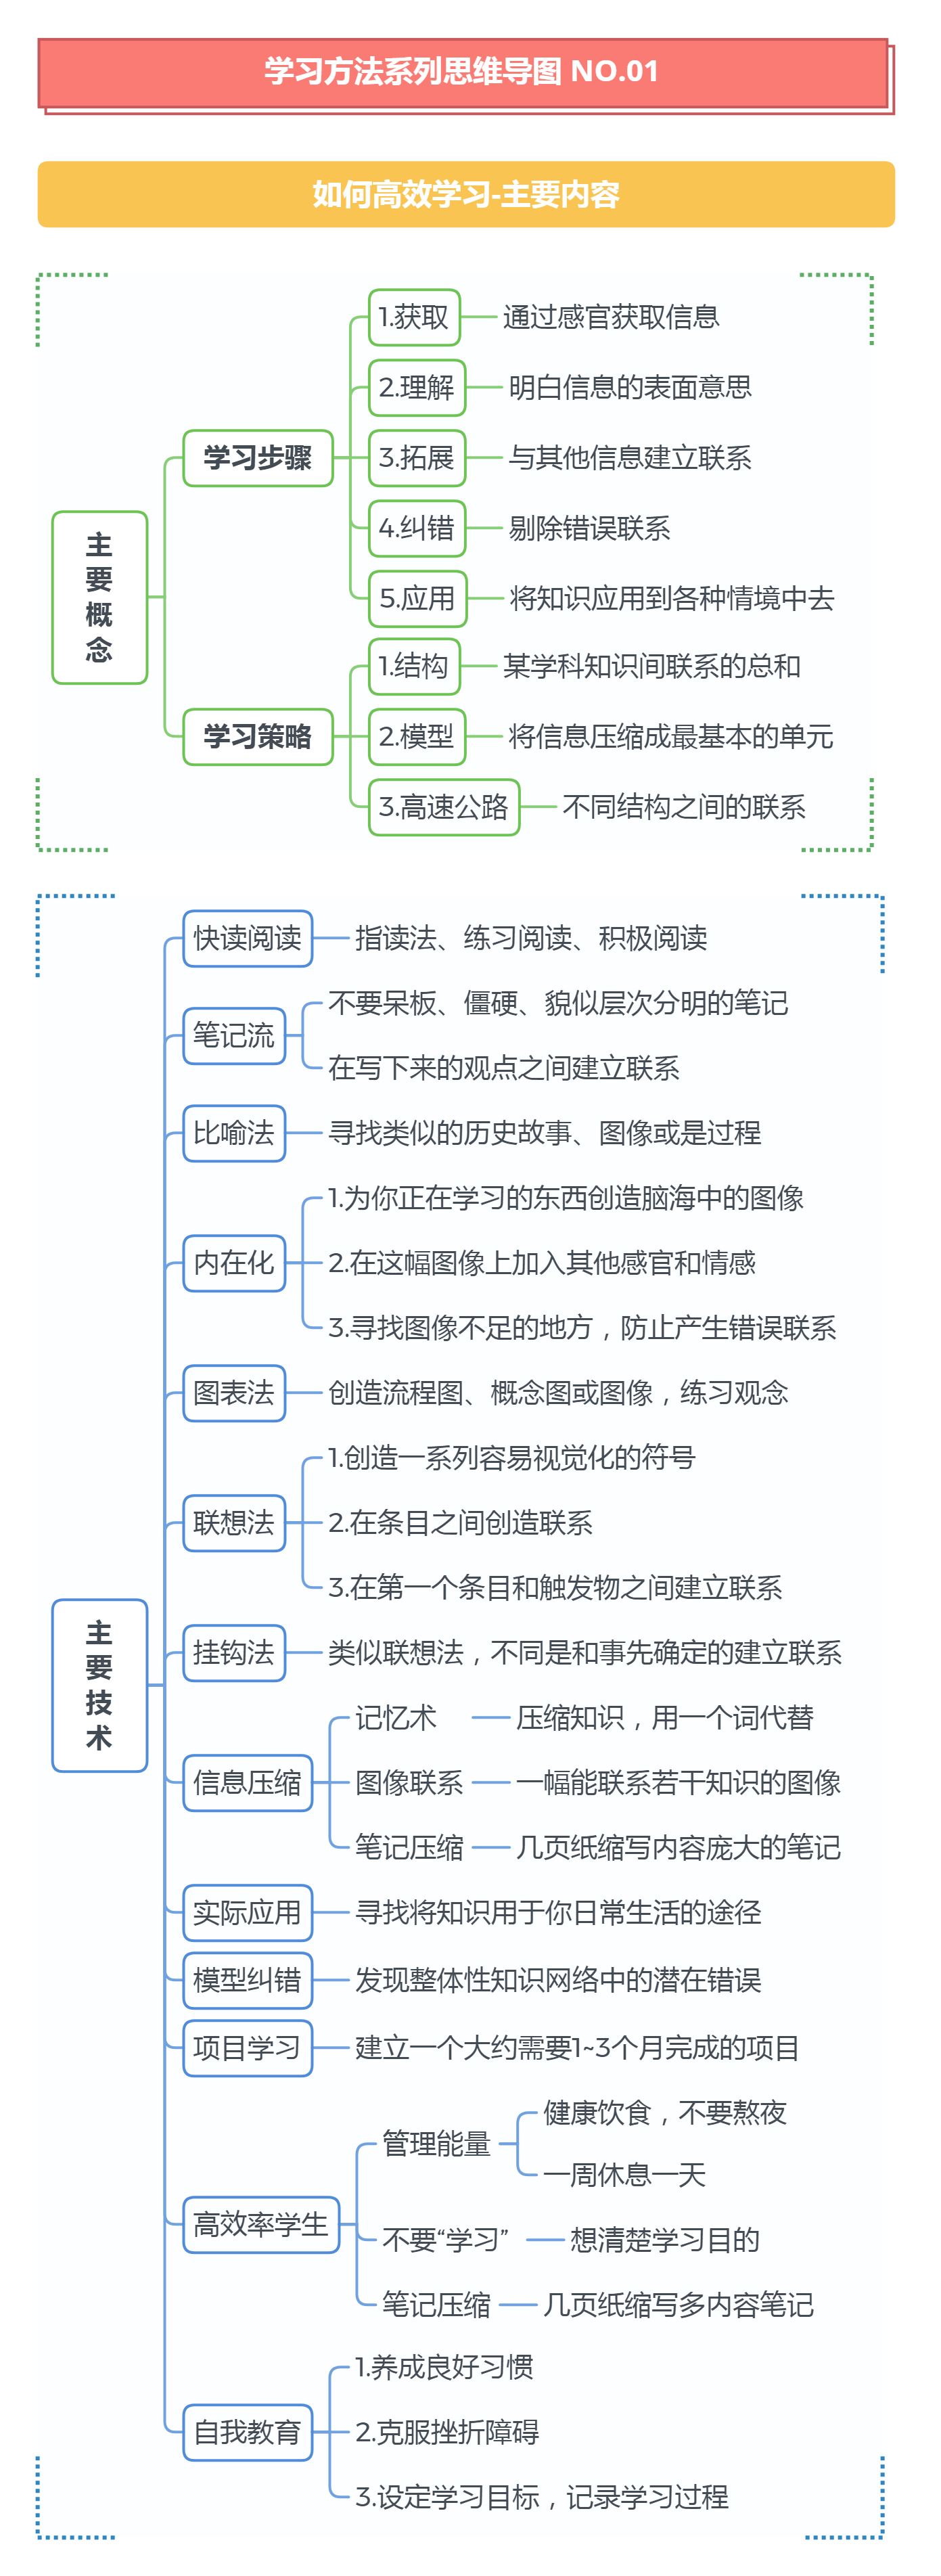 学习方法系列思维导图 NO.01
如何高效学习-主要内容
主要概念
学习步骤
1.获取
通过感官获取信息
2.理解
明白信息的表面意思
3.拓展
与其他信息建立联系
4.纠错
剔除错误联系
5.应用
将知识应用到各种情境中去
学习策略
1.结构
某学科知识间联系的总和
2.模型
将信息压缩成最基本的单元
3.高速公路
不同结构之间的联系
主要技术
快读阅读
指读法、练习阅读、积极阅读
笔记流
不要呆板、僵硬、貌似层次分明的笔记
在写下来的观点之间建立联系
比喻法
寻找类似的历史故事、图像或是过程
内在化
1.为你正在学习的东西创造脑海中的图像
2.在这幅图像上加入其他感官和情感
3.寻找图像不足的地方，防止产生错误联系
图表法
创造流程图、概念图或图像，练习观念
联想法
1.创造一系列容易视觉化的符号
2.在条目之间创造联系
3.在第一个条目和触发物之间建立联系
挂钩法
类似联想法，不同是和事先确定的建立联系
信息压缩
记忆术
压缩知识，用一个词代替
图像联系
一幅能联系若干知识的图像
笔记压缩
几页纸缩写内容庞大的笔记
实际应用
寻找将知识用于你日常生活的途径
模型纠错
发现整体性知识网络中的潜在错误
项目学习
建立一个大约需要1~3个月完成的项目
高效率学生
管理能量
健康饮食，不要熬夜
一周休息一天
不要“学习”
想清楚学习目的
笔记压缩
几页纸缩写多内容笔记
自我教育
1.养成良好习惯
2.克服挫折障碍
3.设定学习目标，记录学习过程